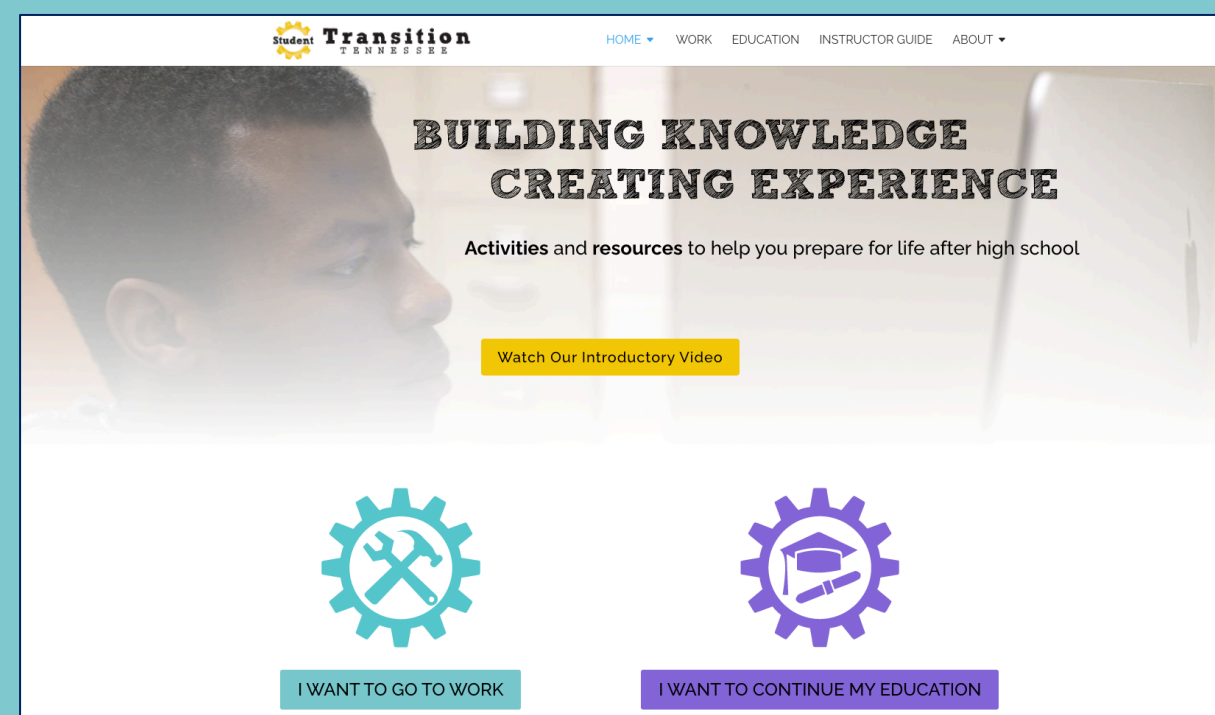 Student Transition
TENNESSEE
HOME WORK EDUCATION INSTRUCTOR GUIDE ABOUT
BUILDING KNOWLEDGE
CREATING EXPERIENCE
Activities and resources to help you prepare for life after high school
Watch Our Introductory Video
I WANT TO GO TO WORK
I WANT TO CONTINUE MY EDUCATION